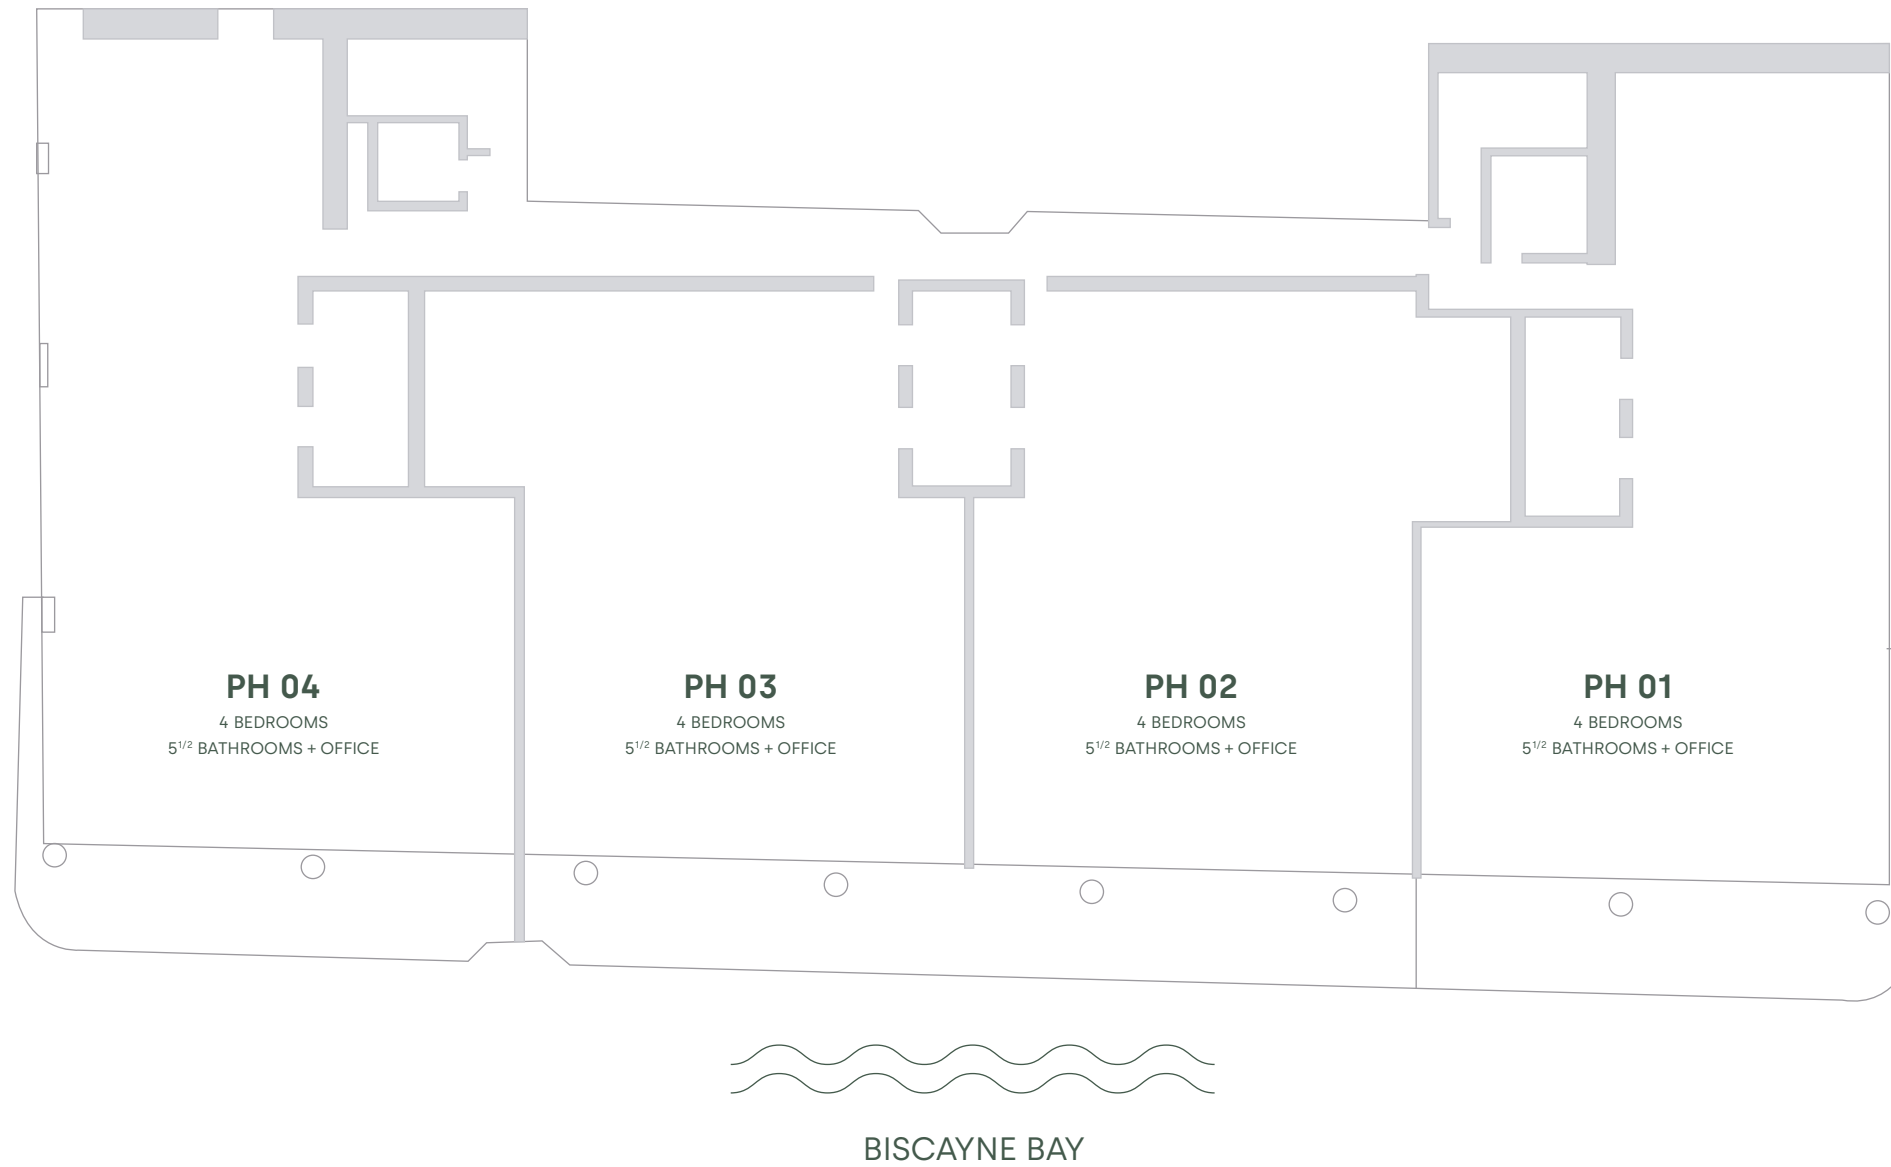 PH 04
4 BEDROOMS
5 1/2 BATHROOMS + OFFICE
PH 03
4 BEDROOMS
5 1/2 BATHROOMS + OFFICE
PH 02
4 BEDROOMS
5 1/2 BATHROOMS + OFFICE
PH 01
4 BEDROOMS
5 1/2 BATHROOMS + OFFICE
BISCAYNE BAY